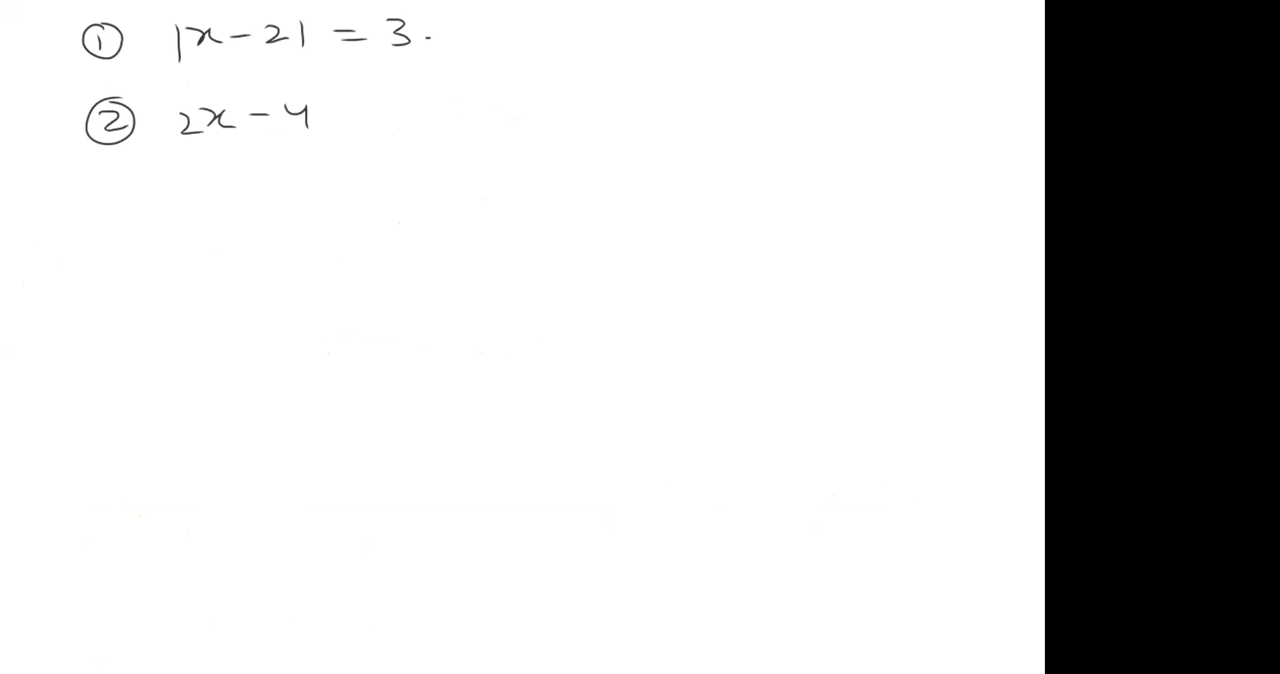 ① |x - 2| = 3.
② 2x - 4